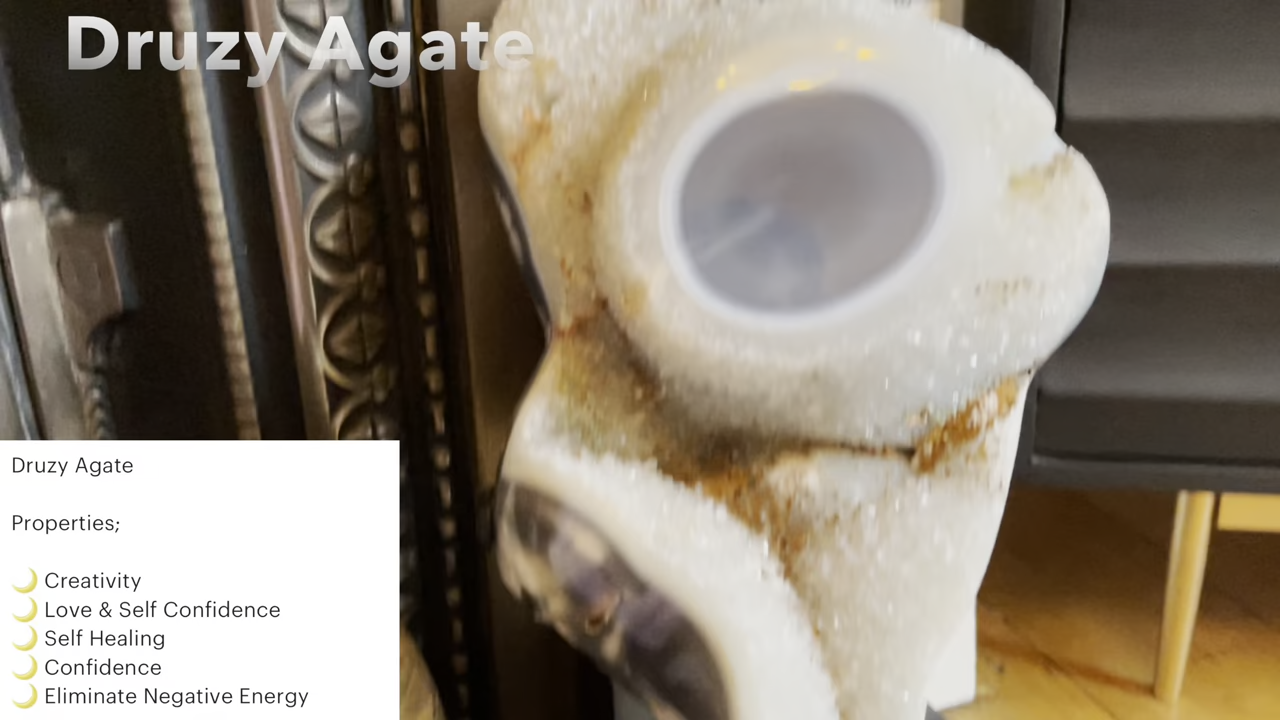 Druzy Agate
Druzy Agate
Properties;
🌙 Creativity
🌙 Love & Self Confidence
🌙 Self Healing
🌙 Confidence
🌙 Eliminate Negative Energy